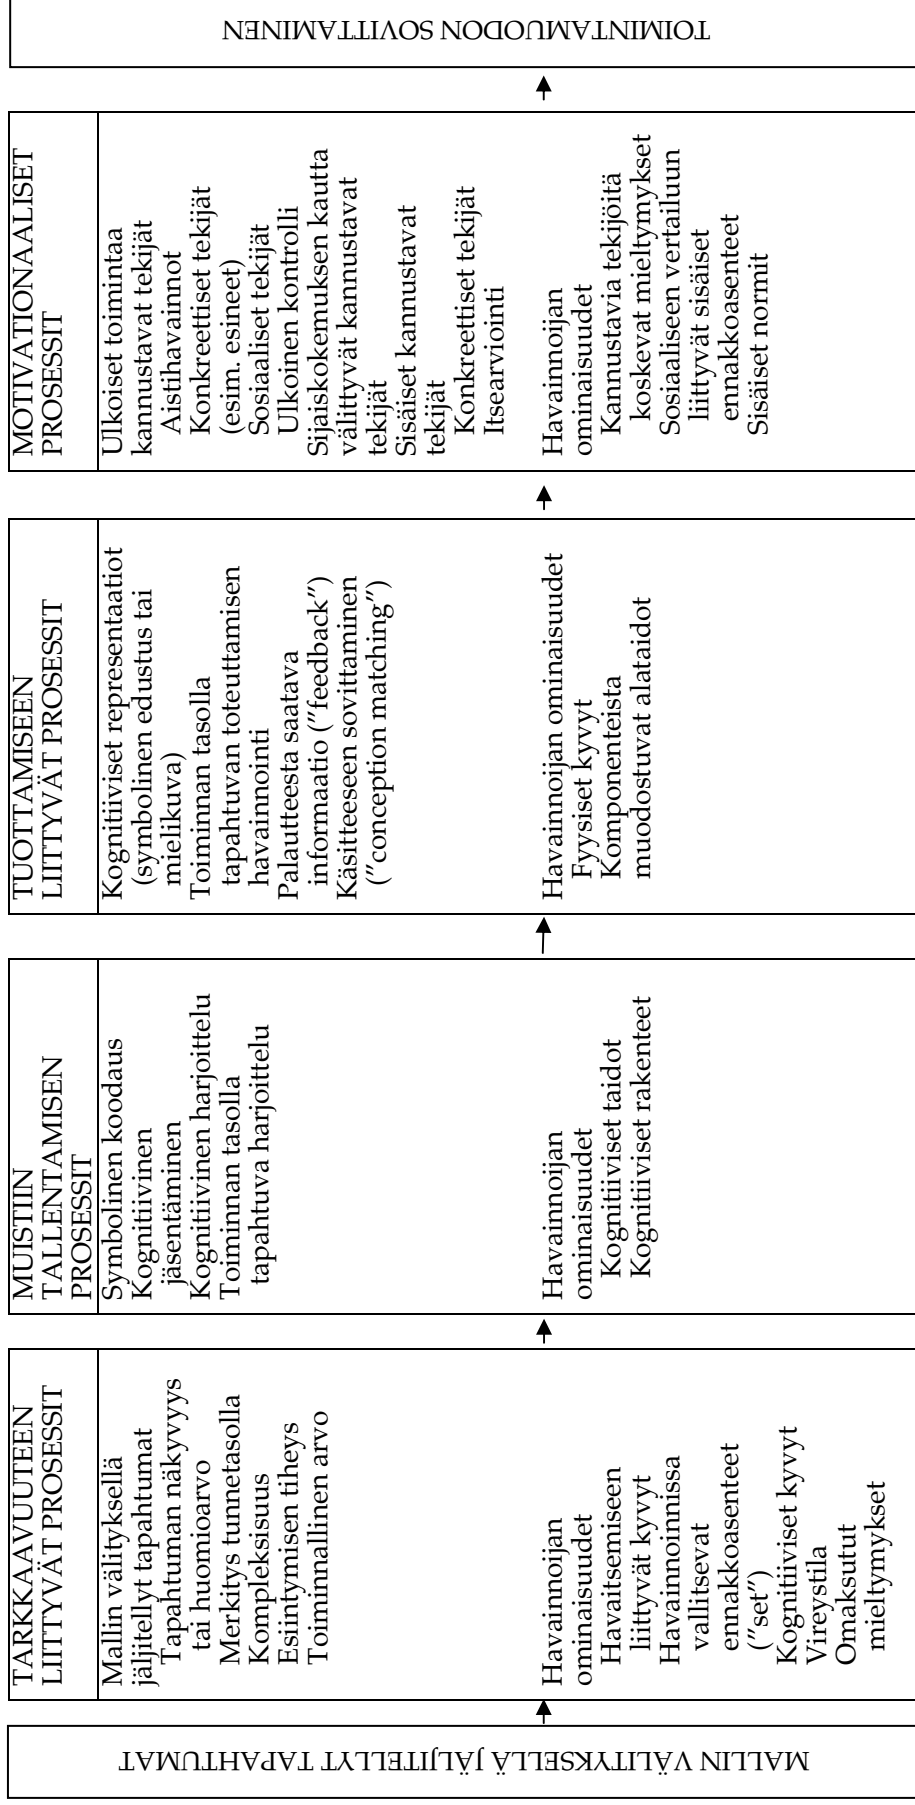 MALLIN VÄLITYKSELLÄ JÄLJITELLYT TAPAHTUMAT
TARKKAAVUUTEEN
LIITTYVÄT PROSESSIT
Mallin välityksellä
jäljitellyt tapahtumat
Tapahtuman näkyvyys
tai huomioarvo
Merkitys tunnetasolla
Kompleksisuus
Esiintymisen tiheys
Toiminnallinen arvo
Havainnoijan
ominaisuudet
Havaitsemiseen
liittyvät kyvyt
Havainnoinnissa
vallitsevat
ennakkoasenteet
("set")
Kognitiiviset kyvyt
Vireystila
Omaksutut
mieltymykset
MUISTIIN
TALLENTAMISEN
PROSESSIT
Symbolinen koodaus
Kognitiivinen
jäsentäminen
Kognitiivinen harjoittelu
Toiminnan tasolla
tapahtuva harjoittelu
Havainnoijan
ominaisuudet
Kognitiiviset taidot
Kognitiiviset rakenteet
TUOTTAMISEEN
LIITTYVÄT PROSESSIT
Kognitiiviset representaatiot
(symbolinen edustus tai
mielikuva)
Toiminnan tasolla
tapahtuvan toteuttamisen
havainnointi
Palautteesta saatava
informaatio ("feedback")
Käsitteeseen sovittaminen
("conception matching")
Havainnoijan ominaisuudet
Fyysiset kyvyt
Komponenteista
muodostuvat alataidot
MOTIVATIONAALISET
PROSESSIT
Ulkoiset toimintaa
kannustavat tekijät
Aistihavainnot
Konkreettiset tekijät
(esim. esineet)
Sosiaaliset tekijät
Ulkoinen kontrolli
Sijaiskokemuksen kautta
välittyvät kannustavat
tekijät
Sisäiset kannustavat
tekijät
Konkreettiset tekijät
Itsearviointi
Havainnoijan
ominaisuudet
Kannustavia tekijöitä
koskevat mieltymykset
Sosiaaliseen vertailuun
liittyvät sisäiset
ennakkoasenteet
Sisäiset normit
TOIMINTAMUODON SOVITTAMINEN